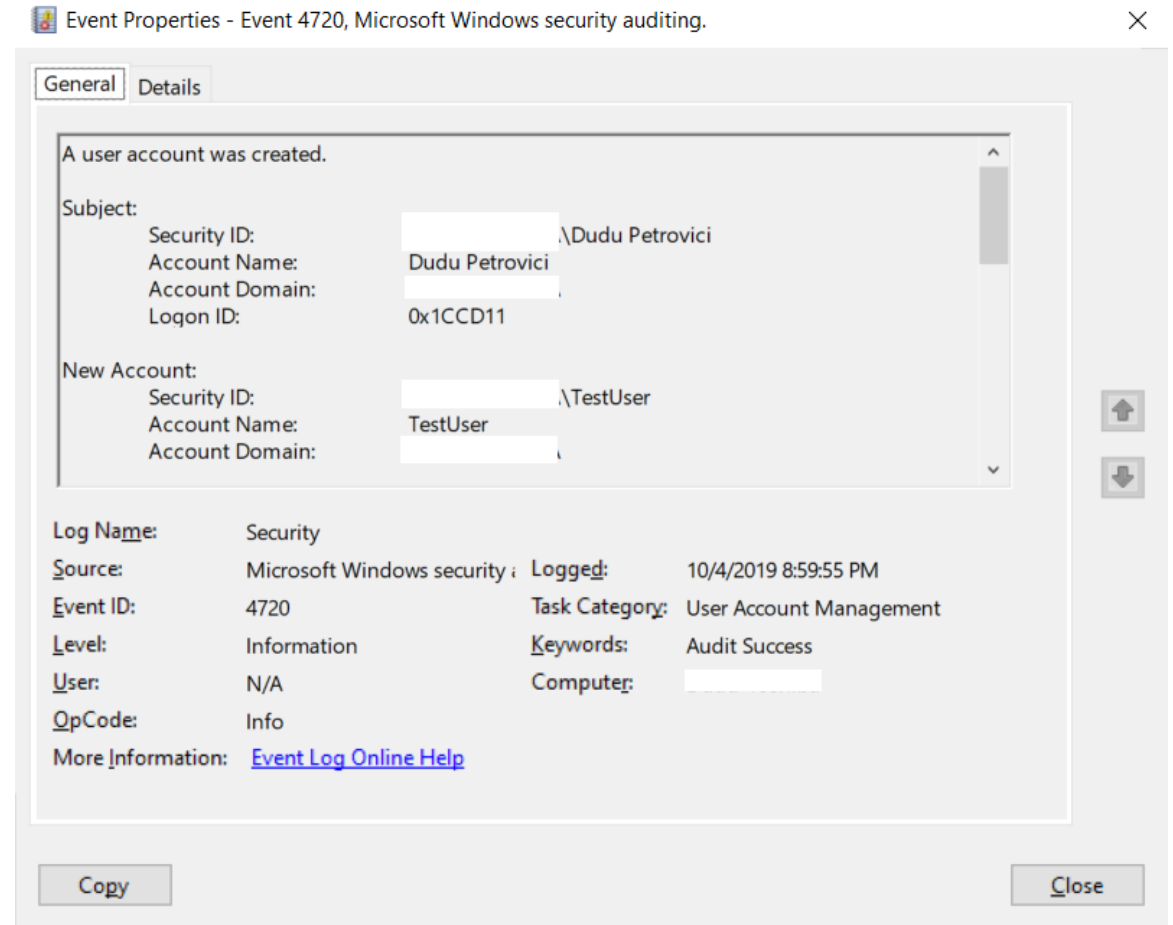 Event Properties - Event 4720, Microsoft Windows security auditing.
General Details
A user account was created.
Subject:
Security ID: \Dudu Petrovici
Account Name: Dudu Petrovici
Account Domain:
Logon ID: 0x1CCD11
New Account:
Security ID: \TestUser
Account Name: TestUser
Account Domain:
Log Name: Security
Source: Microsoft Windows security Logged: 10/4/2019 8:59:55 PM
Event ID: 4720 Task Category: User Account Management
Level: Information Keywords: Audit Success
User: N/A Computer:
OpCode: Info
More Information: Event Log Online Help
Copy Close